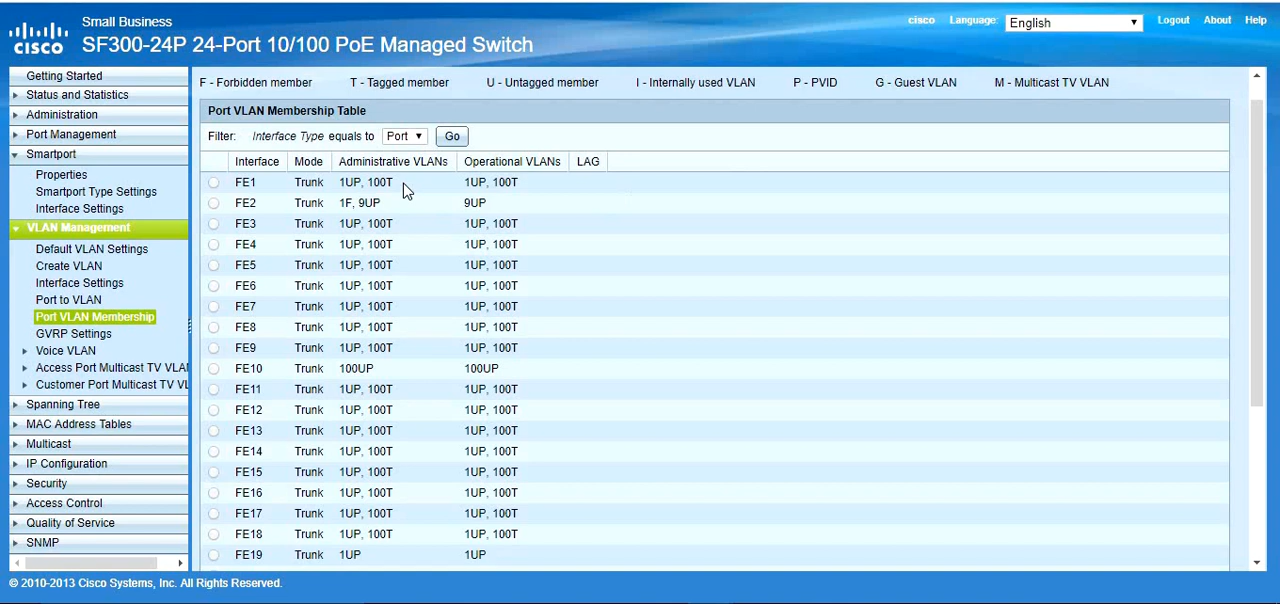 Small Business
cisco Language: English Logout About Help
cisco SF300-24P 24-Port 10/100 PoE Managed Switch
Getting Started
Status and Statistics
Administration
Port Management
Smartport
Properties
Smartport Type Settings
Interface Settings
VLAN Management
Default VLAN Settings
Create VLAN
Interface Settings
Port to VLAN
Port VLAN Membership
GVRP Settings
Voice VLAN
Access Port Multicast TV VLA
Customer Port Multicast TV VL
Spanning Tree
MAC Address Tables
Multicast
IP Configuration
Security
Access Control
Quality of Service
SNMP
F - Forbidden member T - Tagged member U - Untagged member I - Internally used VLAN P - PVID G - Guest VLAN M - Multicast TV VLAN
Port VLAN Membership Table
Filter: Interface Type equals to Port Go
Interface Mode Administrative VLANs Operational VLANs LAG
FE1 Trunk 1UP, 100T 1UP, 100T
FE2 Trunk 1F, 9UP 9UP
FE3 Trunk 1UP, 100T 1UP, 100T
FE4 Trunk 1UP, 100T 1UP, 100T
FE5 Trunk 1UP, 100T 1UP, 100T
FE6 Trunk 1UP, 100T 1UP, 100T
FE7 Trunk 1UP, 100T 1UP, 100T
FE8 Trunk 1UP, 100T 1UP, 100T
FE9 Trunk 1UP, 100T 1UP, 100T
FE10 Trunk 100UP 100UP
FE11 Trunk 1UP, 100T 1UP, 100T
FE12 Trunk 1UP, 100T 1UP, 100T
FE13 Trunk 1UP, 100T 1UP, 100T
FE14 Trunk 1UP, 100T 1UP, 100T
FE15 Trunk 1UP, 100T 1UP, 100T
FE16 Trunk 1UP, 100T 1UP, 100T
FE17 Trunk 1UP, 100T 1UP, 100T
FE18 Trunk 1UP, 100T 1UP, 100T
FE19 Trunk 1UP 1UP
© 2010-2013 Cisco Systems, Inc. All Rights Reserved.